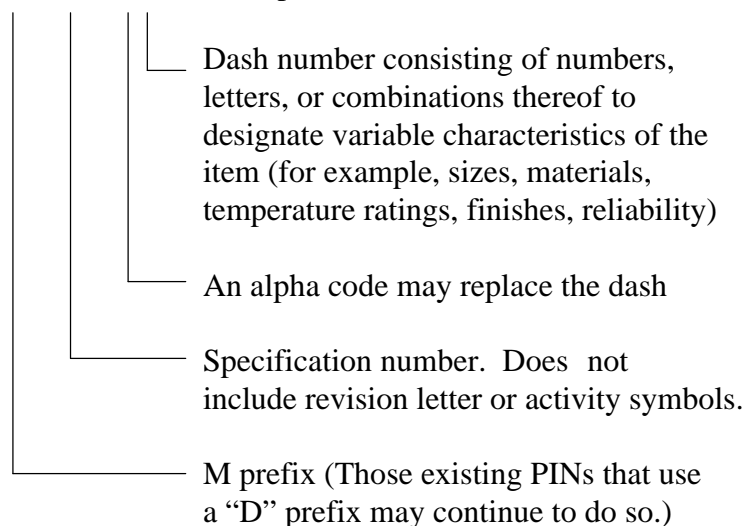 Dash number consisting of numbers,
letters, or combinations thereof to
designate variable characteristics of the
item (for example, sizes, materials,
temperature ratings, finishes, reliability)
An alpha code may replace the dash
Specification number. Does not
include revision letter or activity symbols.
M prefix (Those existing PINs that use
a “D” prefix may continue to do so.)